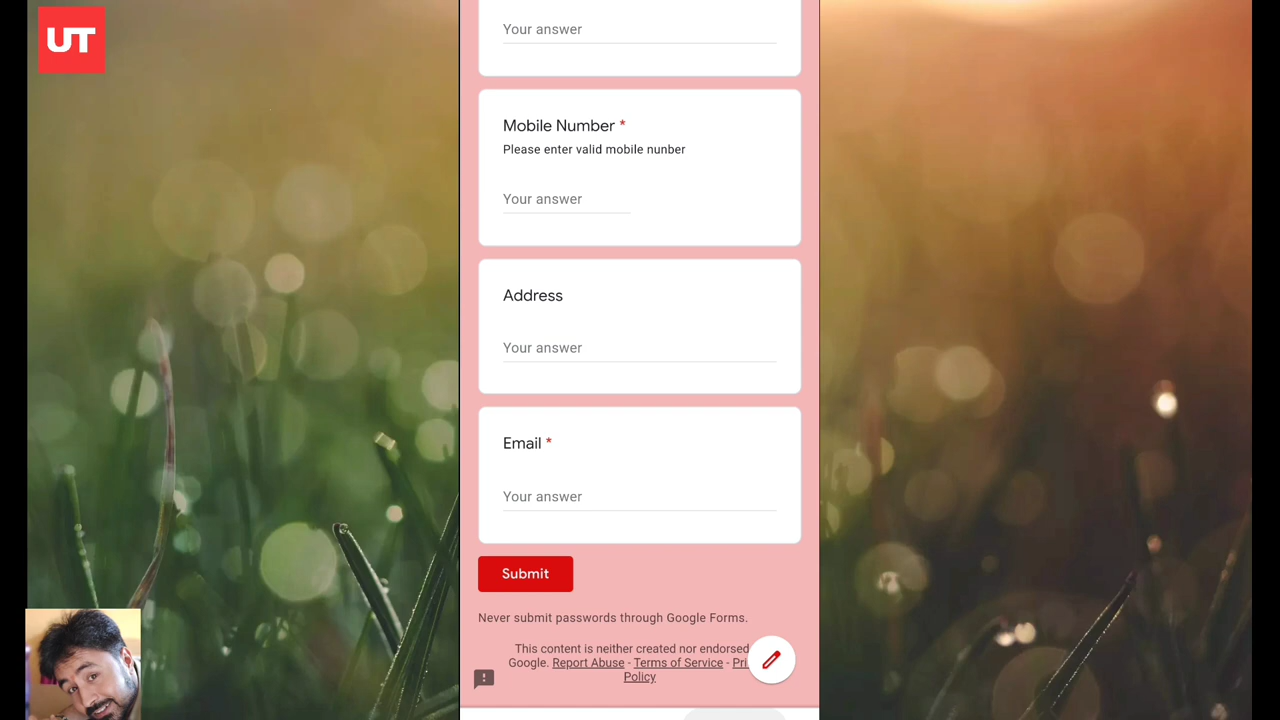 UT
Your answer
Mobile Number *
Please enter valid mobile nunber
Your answer
Address
Your answer
Email *
Your answer
Submit
Never submit passwords through Google Forms.
This content is neither created nor endorsed
Google. Report Abuse - Terms of Service -
Policy